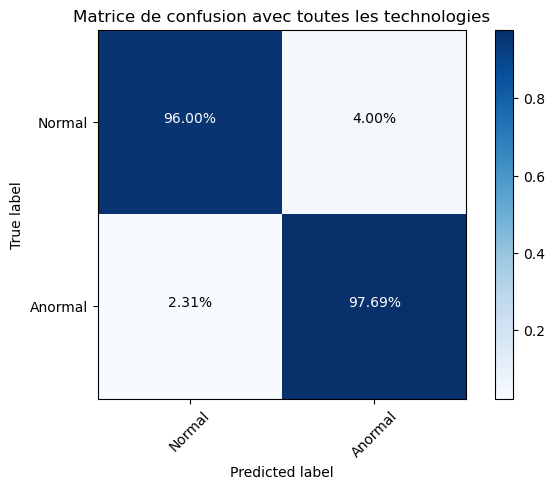 Matrice de confusion avec toutes les technologies
True label
Normal
96.00%
4.00%
Anormal
2.31%
97.69%
Normal
Anormal
Predicted label
0.8
0.6
0.4
0.2